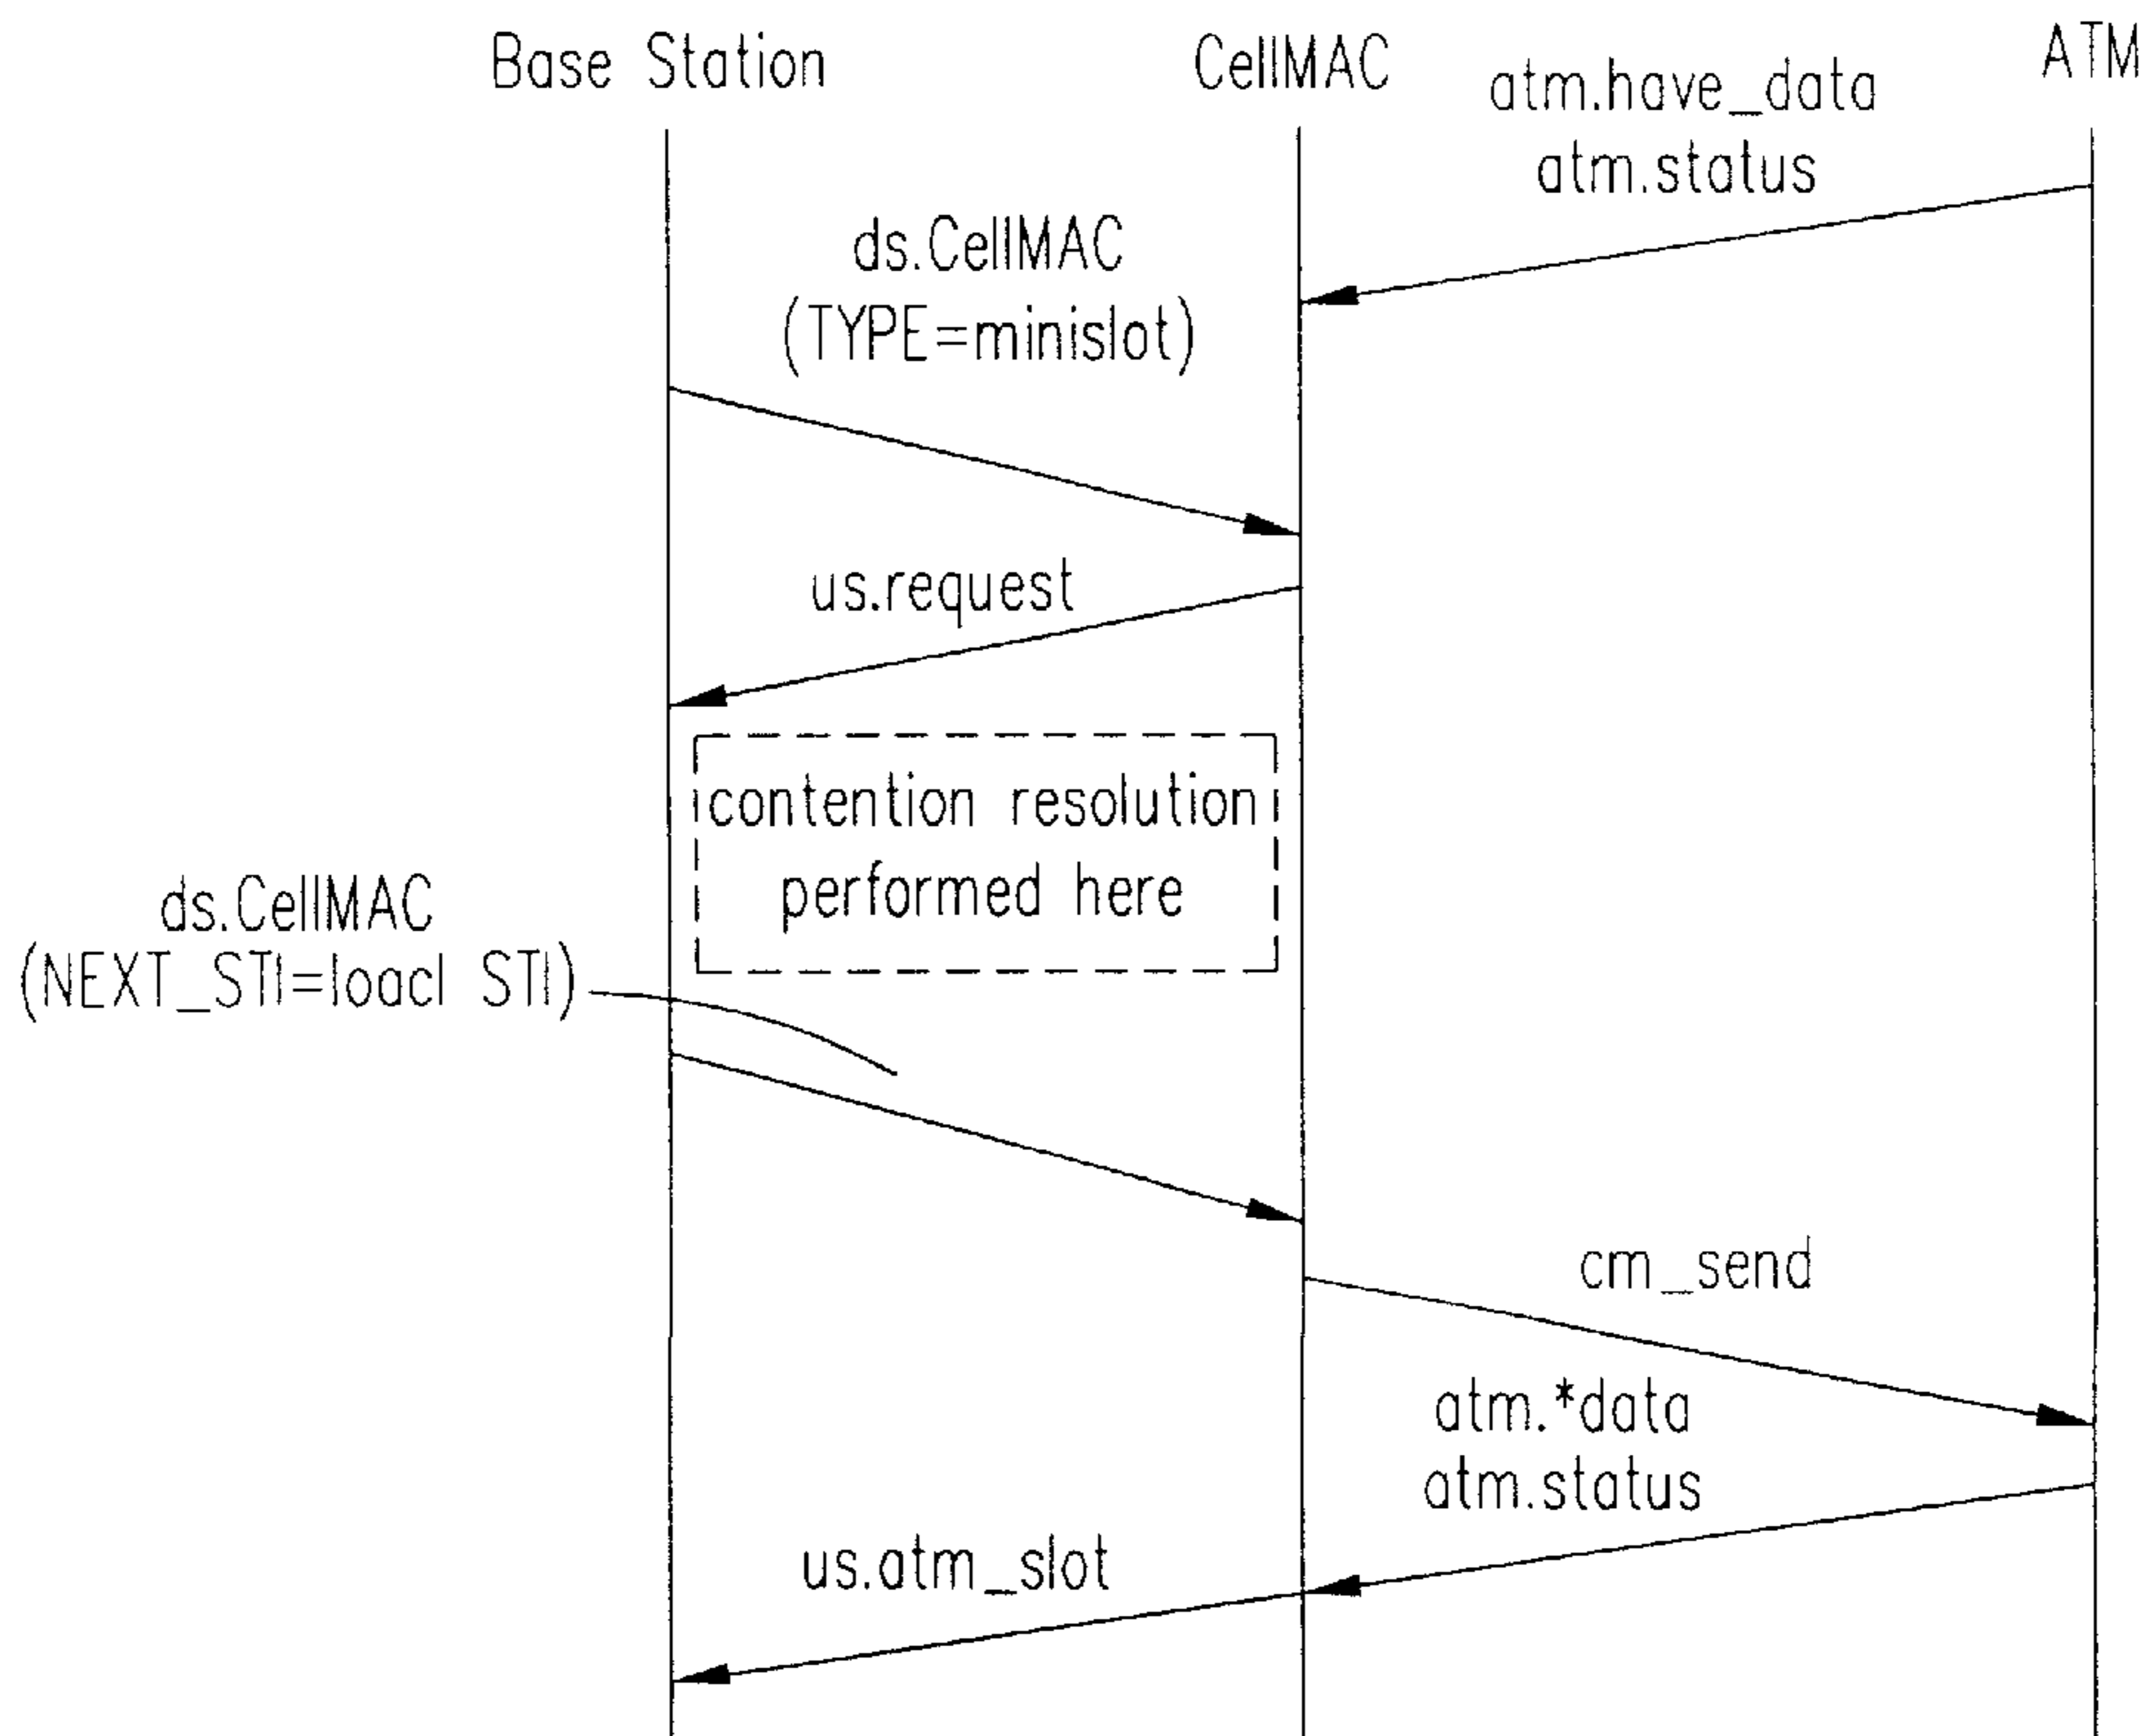 Base Station
CellMAC
ATM
atm.have_data
atm.status
ds.CellMAC
(TYPE=minislot)
us.request
contention resolution
performed here
ds.CellMAC
(NEXT_STI=loacl STI)
cm_send
atm.*data
atm.status
us.atm_slot